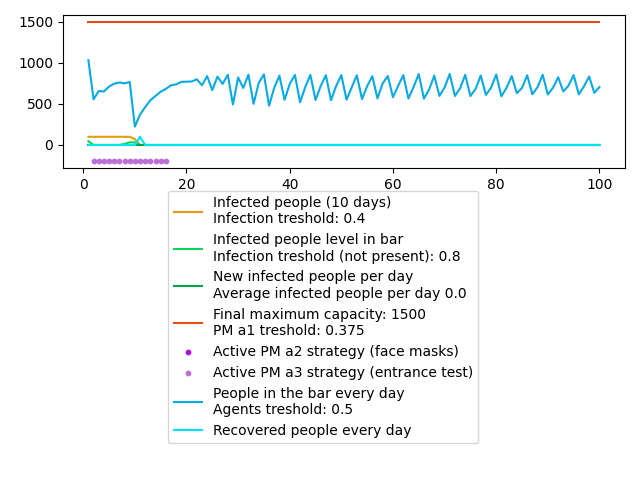 1500
1000
500
0
0 20 40 60 80 100
Infected people (10 days)
Infection treshold: 0.4
Infected people level in bar
Infection treshold (not present): 0.8
New infected people per day
Average infected people per day 0.0
Final maximum capacity: 1500
PM a1 treshold: 0.375
Active PM a2 strategy (face masks)
Active PM a3 strategy (entrance test)
People in the bar every day
Agents treshold: 0.5
Recovered people every day